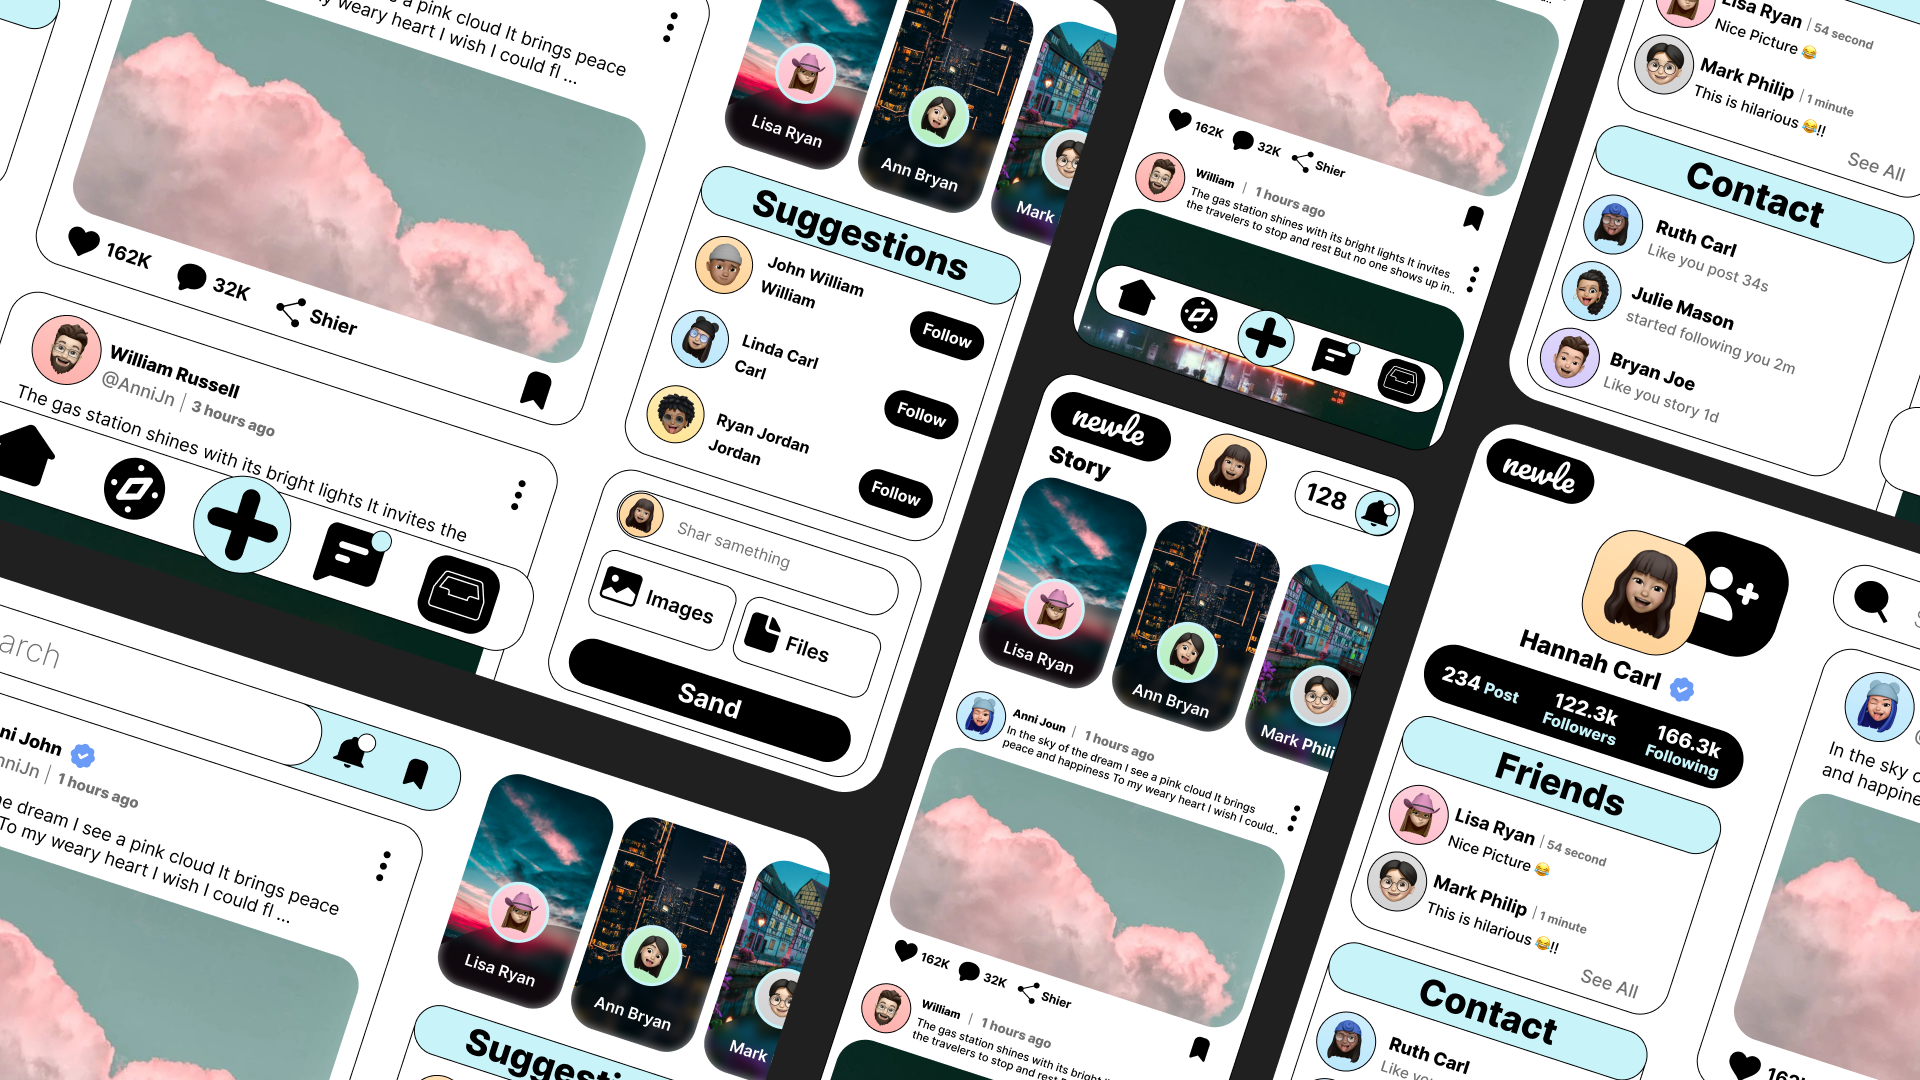 a pink cloud It brings peace
y weary heart I wish I could fl ...
162K
32K
Shier
William Russell
@AnniJn | 3 hours ago
The gas station shines with its bright lights It invites the
Lisa Ryan
Ann Bryan
Mark
Suggestions
John William
William
Follow
Linda Carl
Carl
Follow
Ryan Jordan
Jordan
Follow
Shar samething
Images
Files
Sand
arch
ni John
nniJn | 1 hours ago
e dream I see a pink cloud It brings peace
To my weary heart I wish I could fl ...
Lisa Ryan
Ann Bryan
Mark
Suggesti
162K
32K
Shier
William | 1 hours ago
The gas station shines with its bright lights It invites
the travelers to stop and rest But no one shows up in..
newle
128
Story
Lisa Ryan
Ann Bryan
Mark Phili
Anni Joun | 1 hours ago
In the sky of the dream I see a pink cloud It brings
peace and happiness To my weary heart I wish I could..
162K
32K
Shier
William | 1 hours ago
The gas station shines with its bright lights It inv
the travelers to stop and rest But no one show
Lisa Ryan | 54 second
Nice Picture 😂
Mark Philip | 1 minute
This is hilarious 😂!!
See All
Contact
Ruth Carl
Like you post 34s
Julie Mason
started following you 2m
Bryan Joe
Like you story 1d
newle
Hannah Carl
234 Post
122.3k
Followers
166.3k
Following
Friends
Lisa Ryan | 54 second
Nice Picture 😂
Mark Philip | 1 minute
This is hilarious 😂!!
See All
Contact
Ruth Carl
Like yo
In the sky o
and happine
162